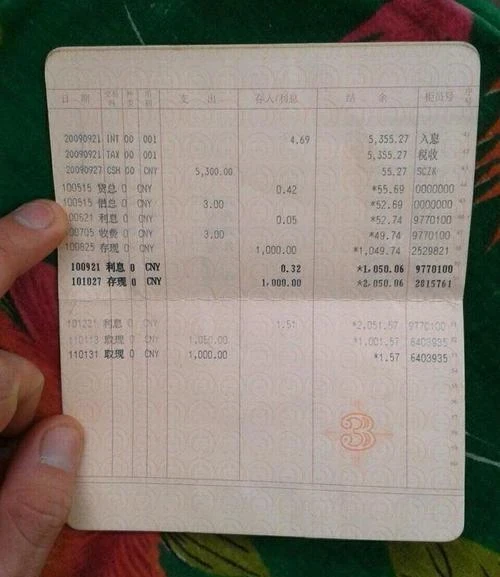 日 期 支 出 存入/利息 结 余 柜员号
20090921 INT 00 001 4.69 5,355.27 入息
20090921 TAX 00 001 5,355.27 税收
20090927 CSH 00 CNY 5,300.00 55.27 SCZK
100515 贷总 0 CNY 0.42 *55.69 0000000
100515 借总 0 CNY 3.00 *52.69 0000000
100621 利息 0 CNY 0.05 *52.74 9770100
100705 收费 0 CNY 3.00 *49.74 9770100
100825 存现 0 CNY 1,000.00 *1,049.74 2529821
100921 利息 0 CNY 0.32 *1,050.06 9770100
101027 存现 0 CNY 1,000.00 *2,050.06 2815761
101221 利息 0 CNY 1.51 *2,051.57 9770100
110113 取现 0 CNY 1,050.00 *1,001.57 6403935
110131 取现 0 CNY 1,000.00 *1.57 6403935
3